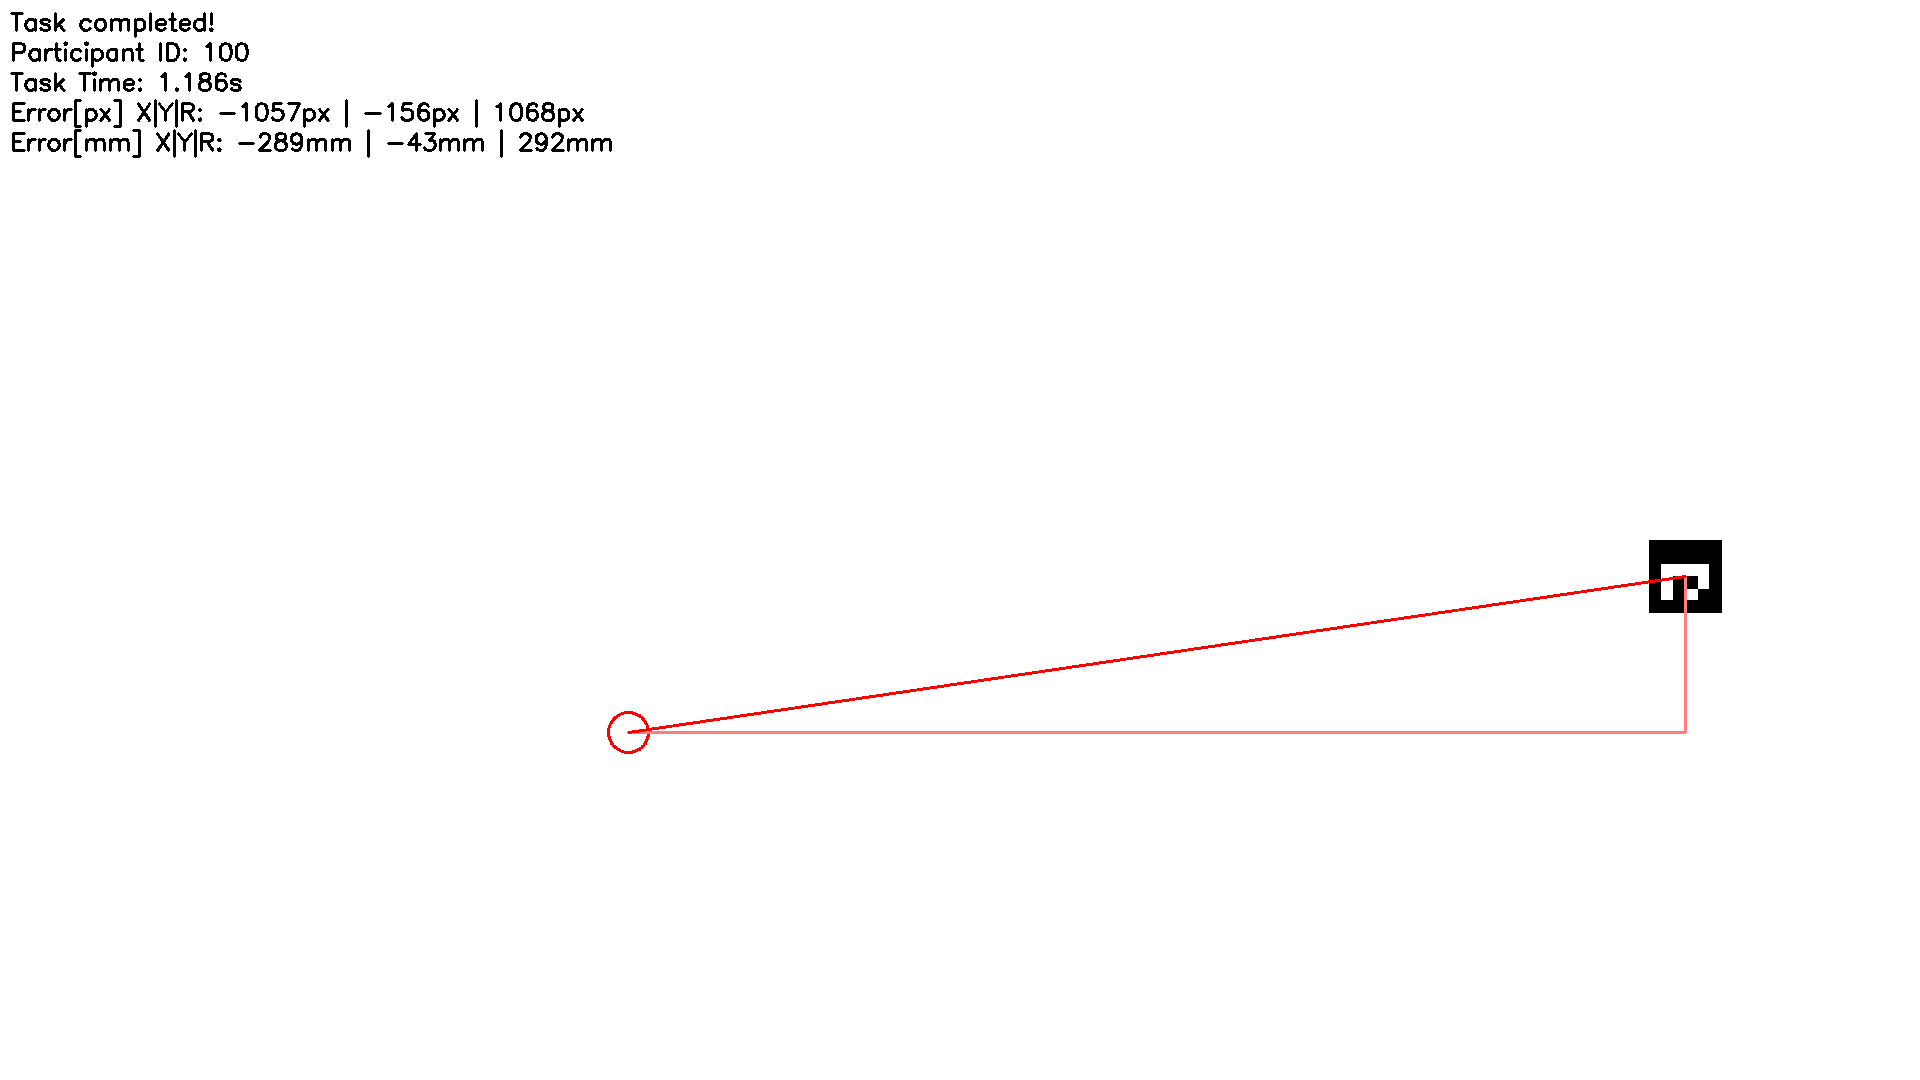 Task completed!
Participant ID: 100
Task Time: 1.186s
Error[px] X|Y|R: -1057px | -156px | 1068px
Error[mm] X|Y|R: -289mm | -43mm | 292mm